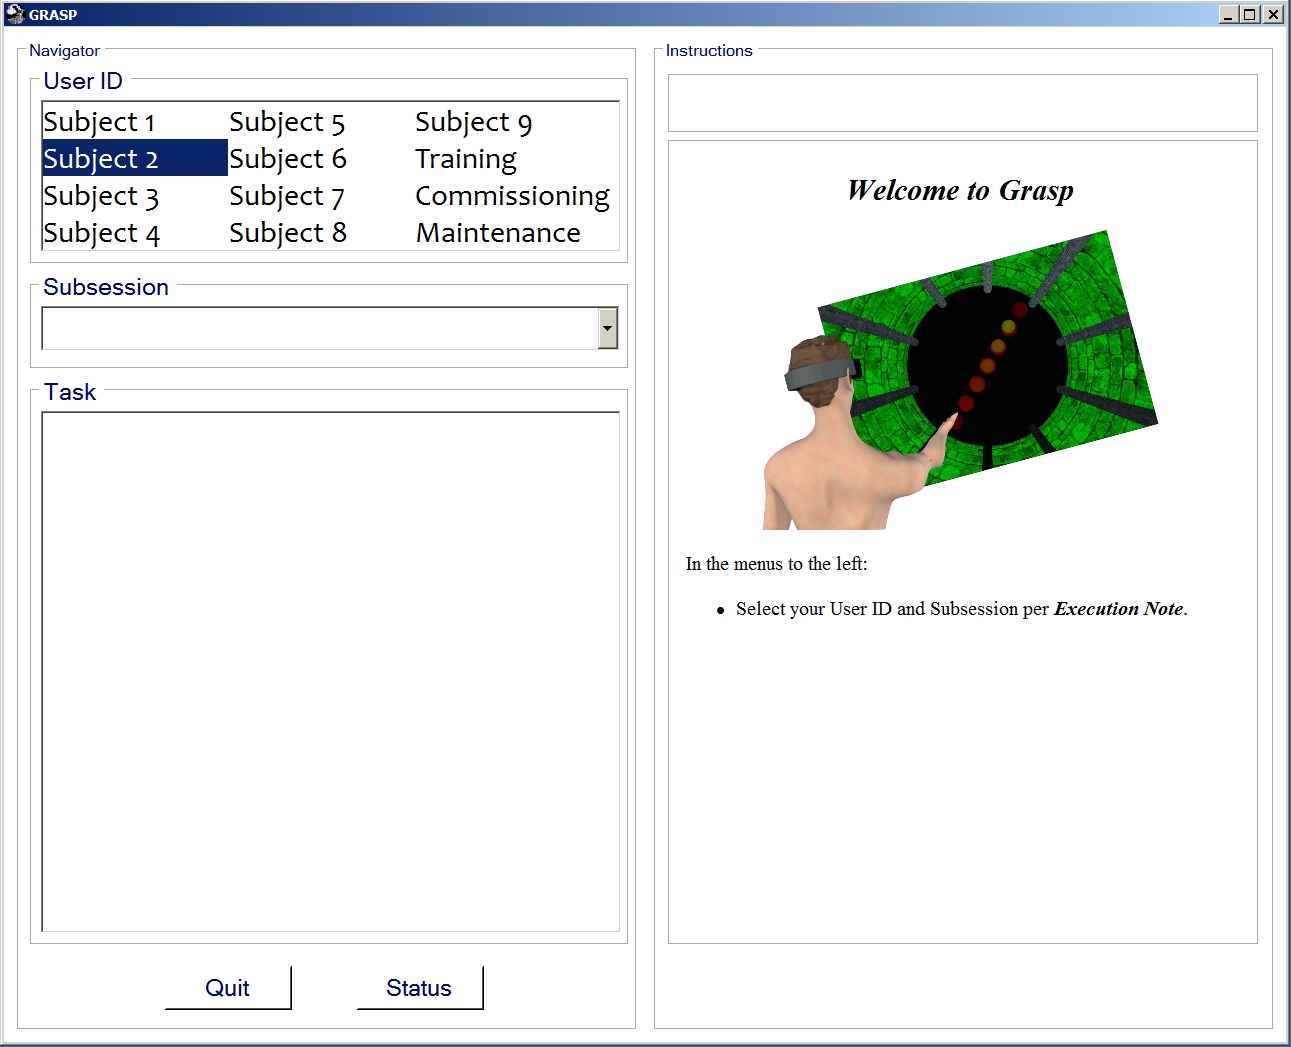 GRASP
Navigator
User ID
Subject 1
Subject 2
Subject 3
Subject 4
Subject 5
Subject 6
Subject 7
Subject 8
Subject 9
Training
Commissioning
Maintenance
Subsession
Task
Quit
Status
Instructions
Welcome to Grasp
In the menus to the left:
• Select your User ID and Subsession per Execution Note.